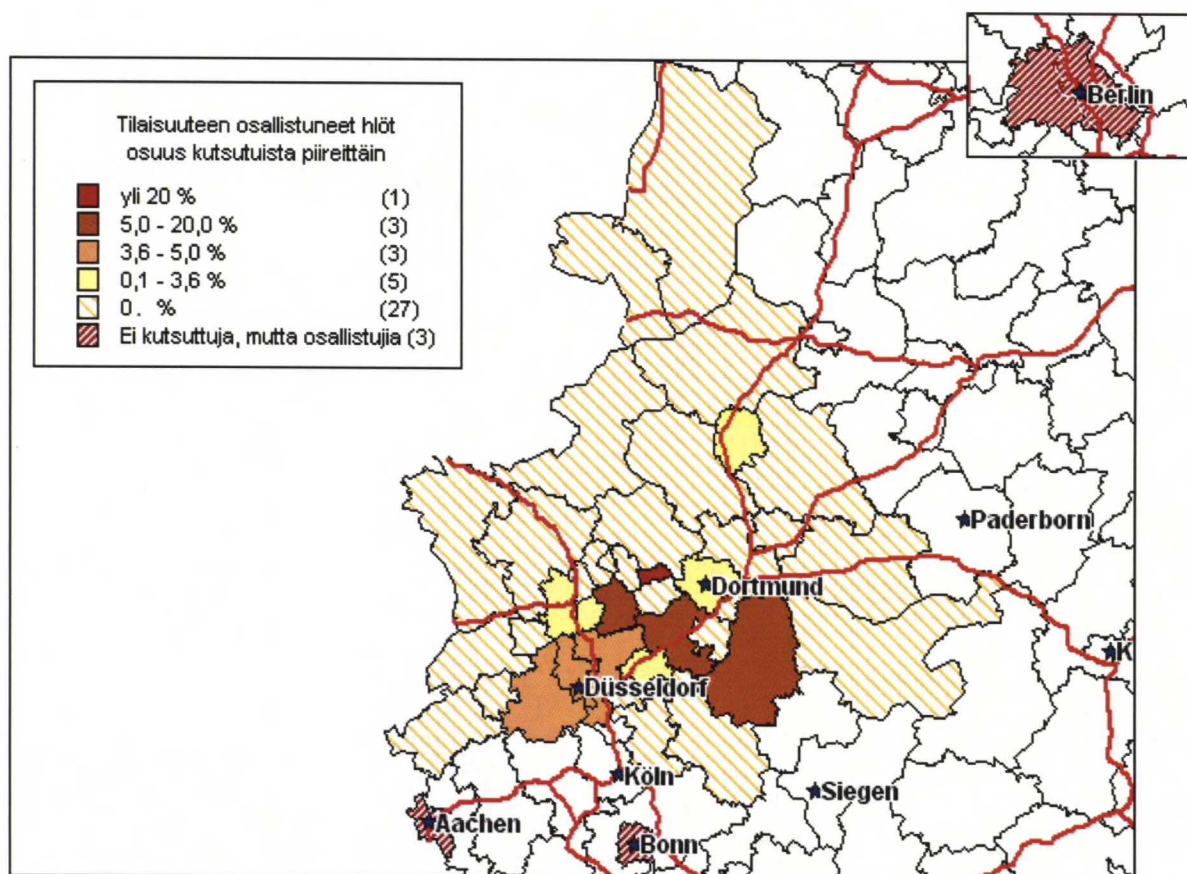 Tilaisuuteen osallistuneet hlöt
osuus kutsutuista piireittäin
yli 20 % (1)
5,0 - 20,0 % (3)
3,6 - 5,0 % (3)
0,1 - 3,6 % (5)
0 . % (27)
Ei kutsuttuja, mutta osallistujia (3)
Berlin
Paderborn
Dortmund
K
Düsseldorf
Köln
Siegen
Aachen
Bonn